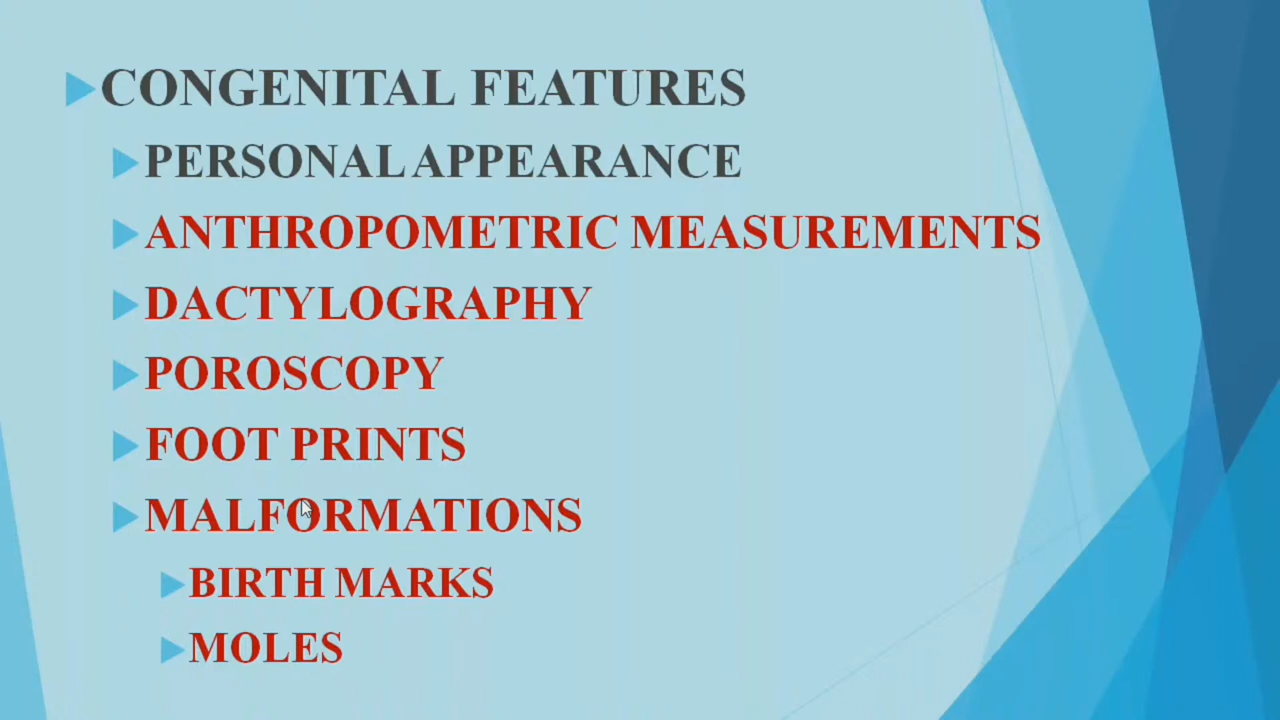 CONGENITAL FEATURES
PERSONAL APPEARANCE
ANTHROPOMETRIC MEASUREMENTS
DACTYLOGRAPHY
POROSCOPY
FOOT PRINTS
MALFORMATIONS
BIRTH MARKS
MOLES